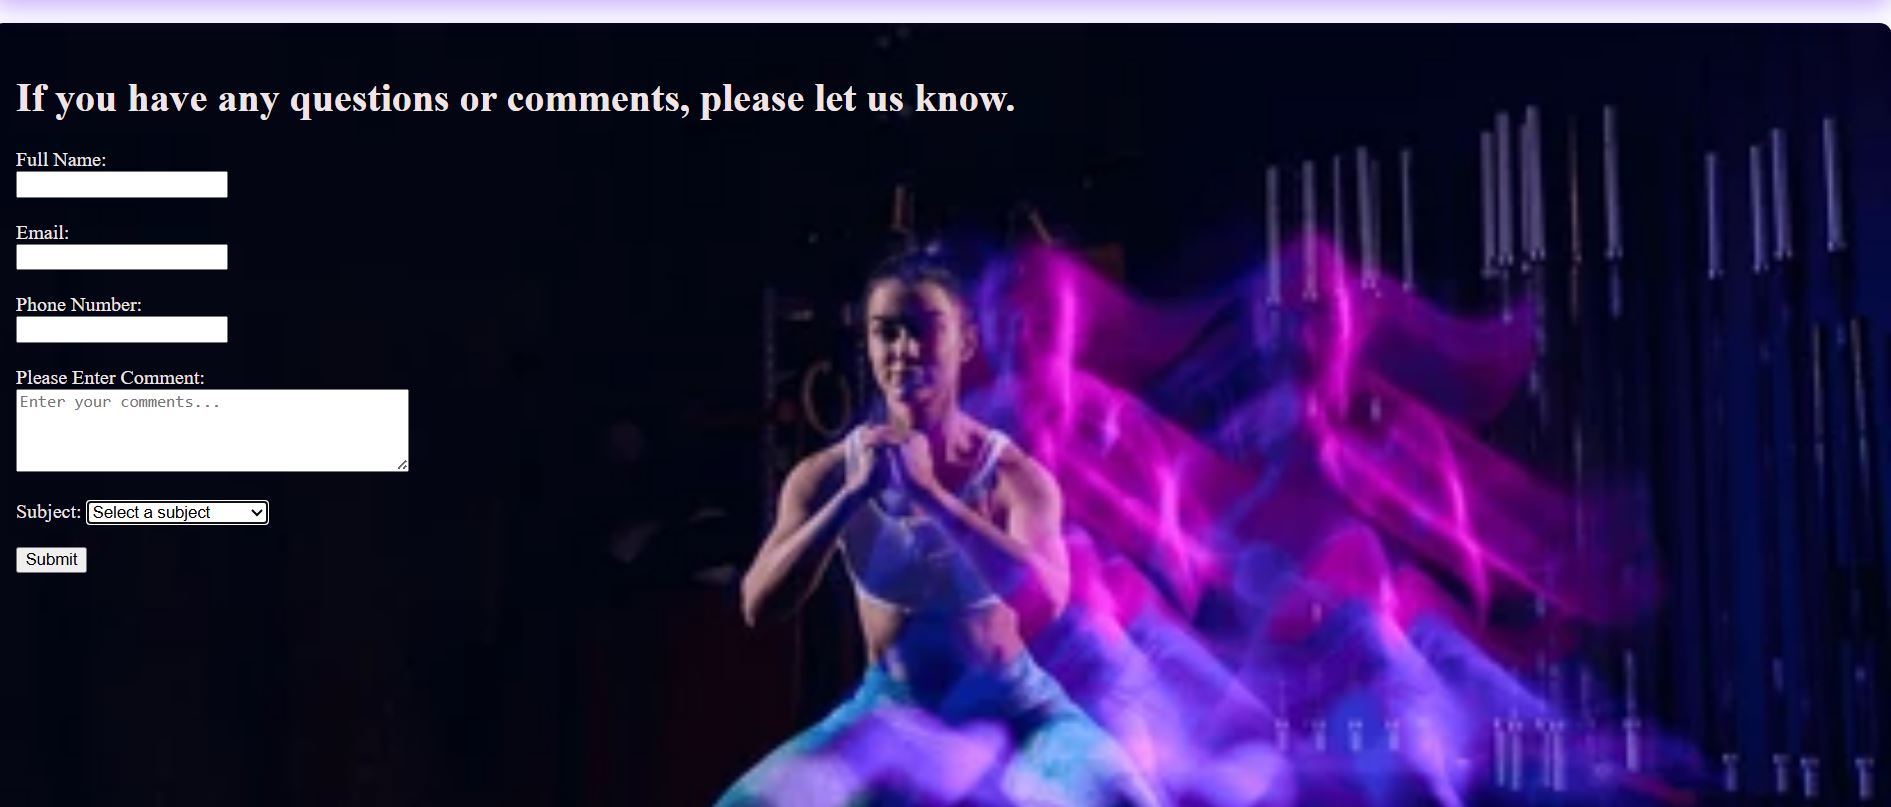 If you have any questions or comments, please let us know.
Full Name:
Email:
Phone Number:
Please Enter Comment:
Enter your comments...
Subject: Select a subject
Submit